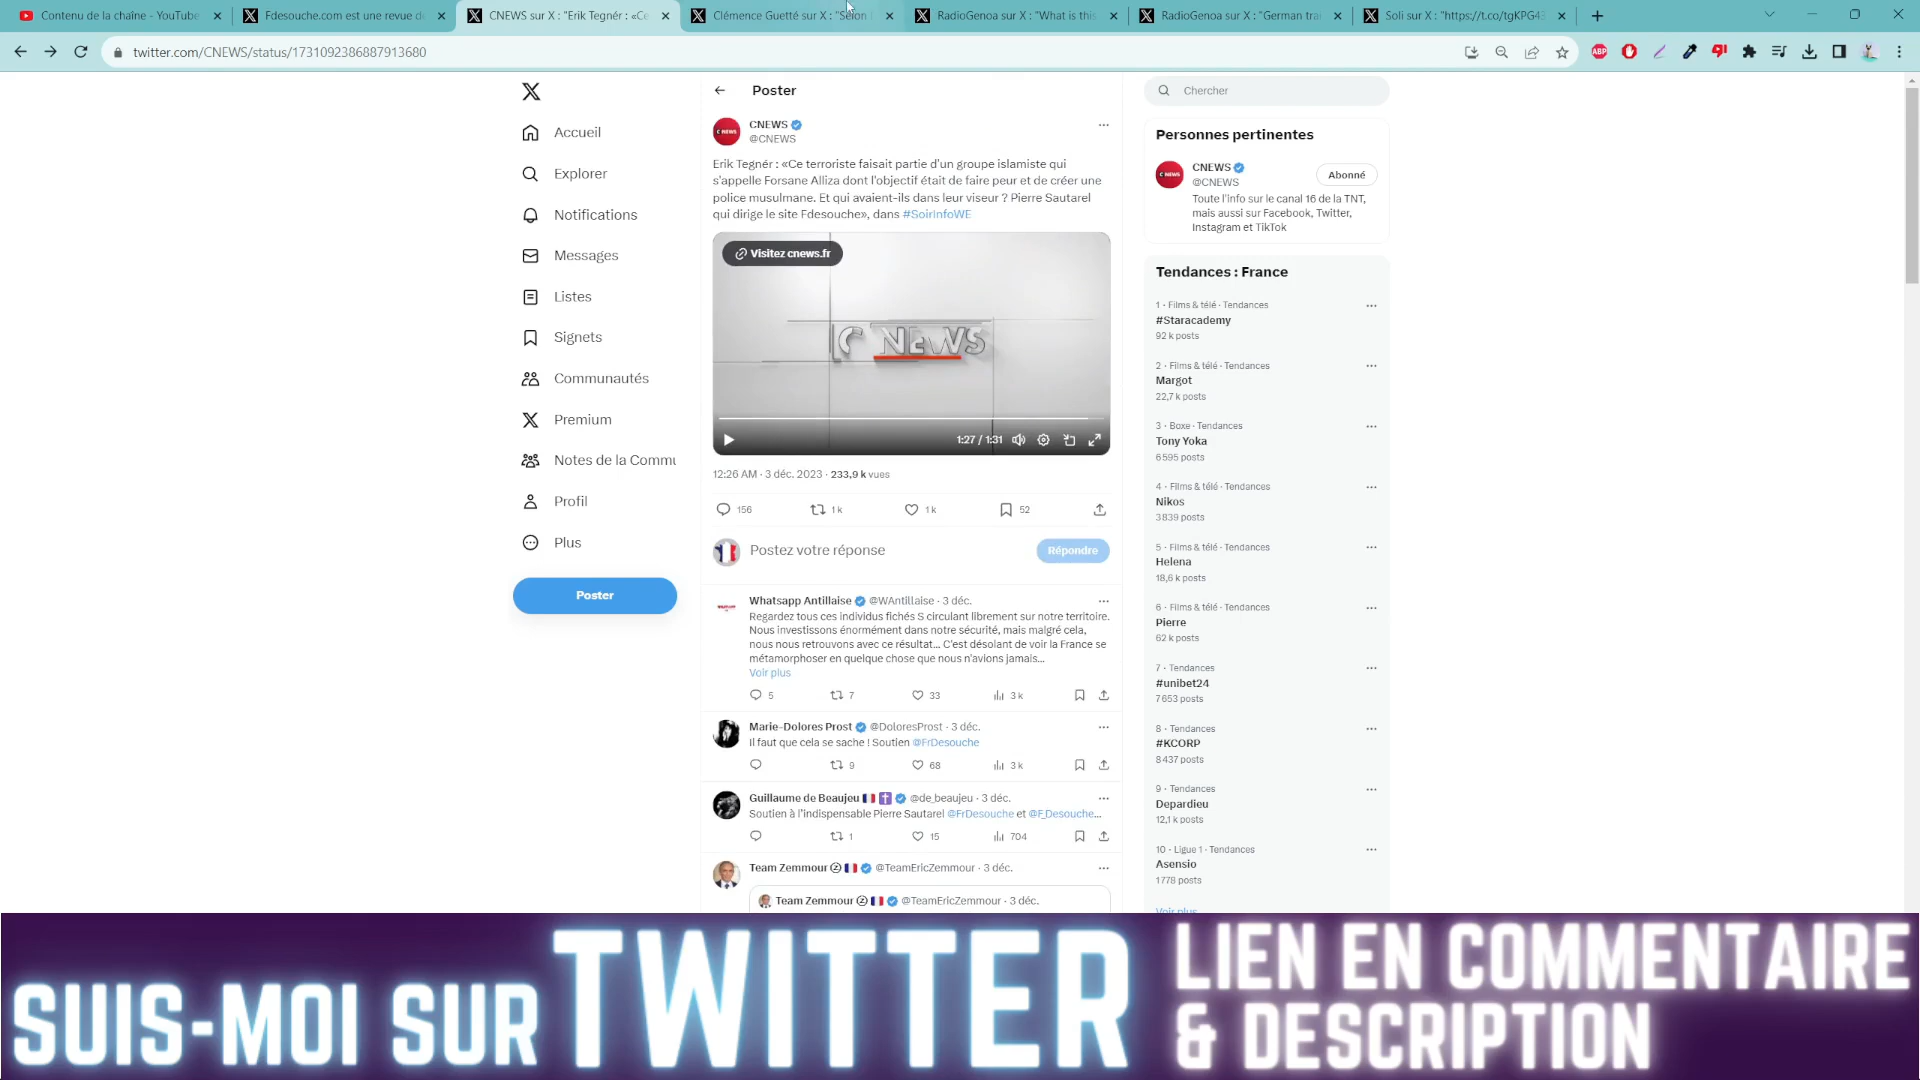 Contenu de la chaîne - YouTube
Fdesouche.com est une revue de
CNEWS sur X : "Erik Tegnér : «Ce
Clémence Guetté sur X : "Selon
RadioGenoa sur X : "What is this
RadioGenoa sur X : "German tra
Soli sur X : "https://t.co/tgKPG43
twitter.com/CNEWS/status/1731092386887913680
ABP
Accueil
Explorer
Notifications
Messages
Listes
Signets
Communautés
Premium
Notes de la Commu
Profil
Plus
Poster
Poster
CNEWS
@CNEWS
Erik Tegnér : «Ce terroriste faisait partie d'un groupe islamiste qui
s'appelle Forsane Alliza dont l'objectif était de faire peur et de créer une
police musulmane. Et qui avaient-ils dans leur viseur ? Pierre Sautarel
qui dirige le site Fdesouche», dans #SoirInfoWE
Visitez cnews.fr
CNEWS
1:27 / 1:31
12:26 AM · 3 déc. 2023 · 233,9 k vues
156
1 k
1 k
52
Postez votre réponse
Répondre
Whatsapp Antillaise @WAntillaise · 3 déc.
Regardez tous ces individus fichés S circulant librement sur notre territoire.
Nous investissons énormément dans notre sécurité, mais malgré cela,
nous nous retrouvons avec ce résultat... C'est désolant de voir la France se
métamorphoser en quelque chose que nous n'avions jamais...
Voir plus
5
7
33
3 k
Marie-Dolores Prost @DoloresProst · 3 déc.
Il faut que cela se sache ! Soutien @FrDesouche
9
68
3 k
Guillaume de Beaujeu 🇫🇷 ✝️ @de_beaujeu · 3 déc.
Soutien à l'indispensable Pierre Sautarel @FrDesouche et @F_Desouche...
1
15
704
Team Zemmour ⓩ 🇫🇷 @TeamEricZemmour · 3 déc.
Team Zemmour ⓩ 🇫🇷 @TeamEricZemmour · 3 déc.
Chercher
Personnes pertinentes
CNEWS
@CNEWS
Abonné
Toute l'info sur le canal 16 de la TNT,
mais aussi sur Facebook, Twitter,
Instagram et TikTok
Tendances : France
1 · Films & télé · Tendances
#Staracademy
92 k posts
2 · Films & télé · Tendances
Margot
22,7 k posts
3 · Boxe · Tendances
Tony Yoka
6 595 posts
4 · Films & télé · Tendances
Nikos
3 839 posts
5 · Films & télé · Tendances
Helena
18,6 k posts
6 · Films & télé · Tendances
Pierre
62 k posts
7 · Tendances
#unibet24
7 653 posts
8 · Tendances
#KCORP
8 437 posts
9 · Tendances
Depardieu
12,1 k posts
10 · Ligue 1 · Tendances
Asensio
1 778 posts
Voir plus
SUIS-MOI SUR TWITTER
LIEN EN COMMENTAIRE
& DESCRIPTION